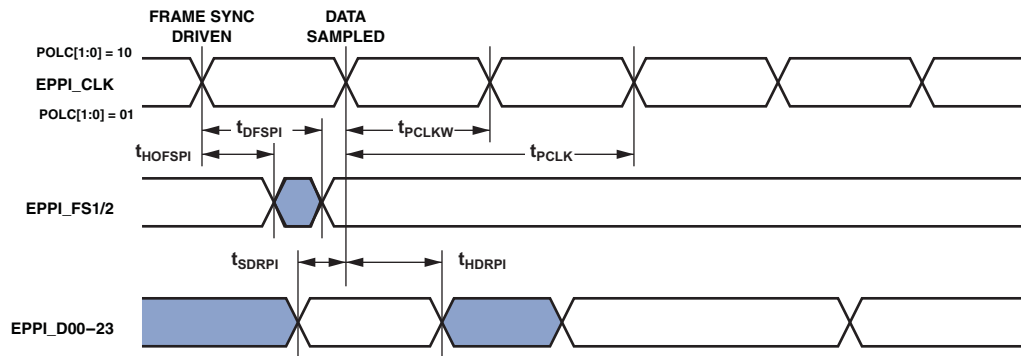 FRAME SYNC
DRIVEN
DATA
SAMPLED
POLC[1:0] = 10
EPPI_CLK
POLC[1:0] = 01
tDFSPI
tPCLKW
tHOFSPI
tPCLK
EPPI_FS1/2
tSDRPI
tHDRPI
EPPI_D00–23